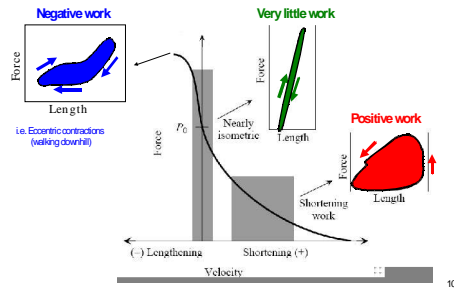 Negative work
Very little work
Force
Length
i.e. Eccentric contractions
(walking downhill)
Force
P0
Nearly
isometric
Force
Length
Positive work
Force
Length
Shortening
work
(–) Lengthening
Shortening (+)
Velocity
10